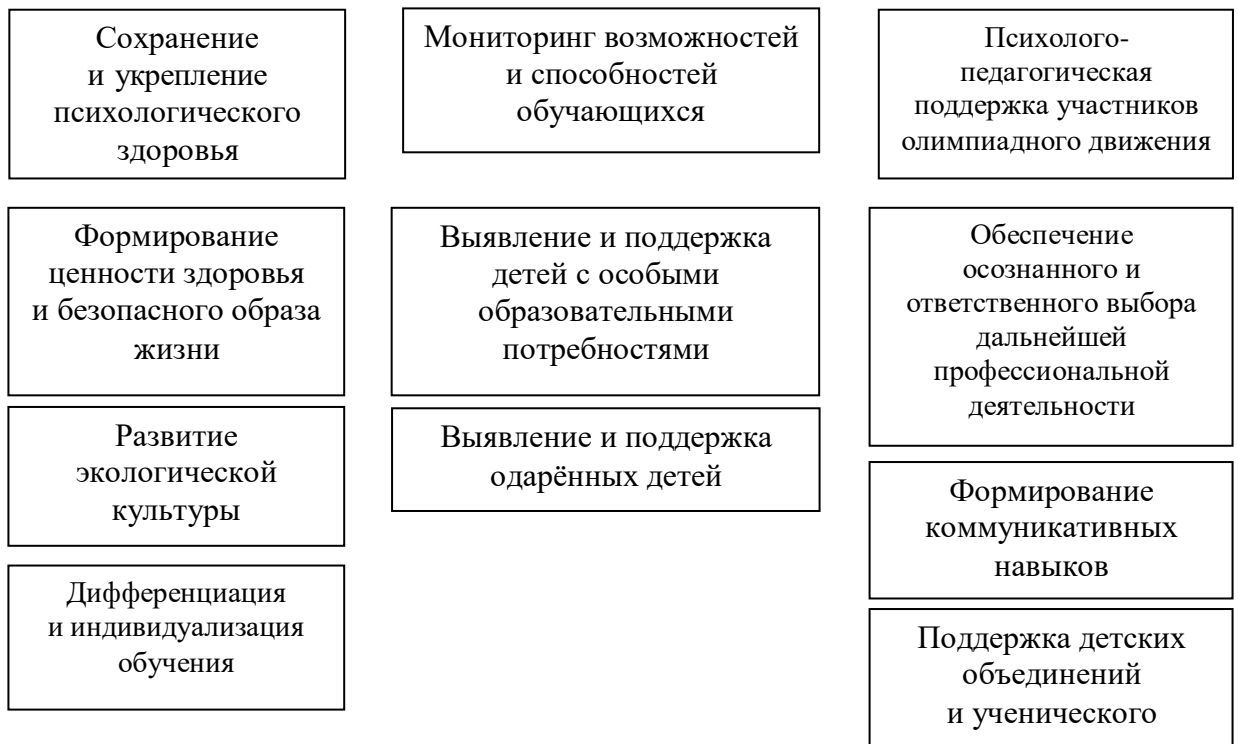 Сохранение
и укрепление
психологического
здоровья
Мониторинг возможностей
и способностей
обучающихся
Психолого-
педагогическая
поддержка участников
олимпиадного движения
Формирование
ценности здоровья
и безопасного образа
жизни
Выявление и поддержка
детей с особыми
образовательными
потребностями
Обеспечение
осознанного и
ответственного выбора
дальнейшей
профессиональной
деятельности
Развитие
экологической
культуры
Выявление и поддержка
одарённых детей
Формирование
коммуникативных
навыков
Дифференциация
и индивидуализация
обучения
Поддержка детских
объединений
и ученического